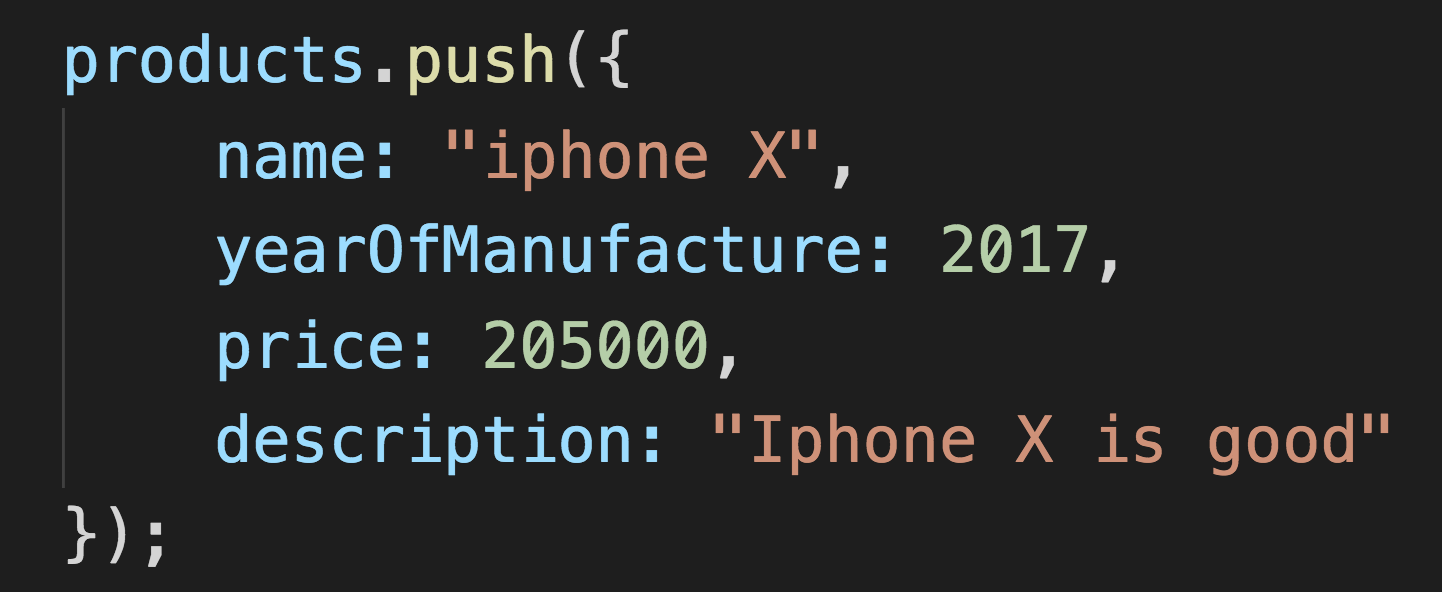 products.push({
    name: "iphone X",
    yearOfManufacture: 2017,
    price: 205000,
    description: "Iphone X is good"
});